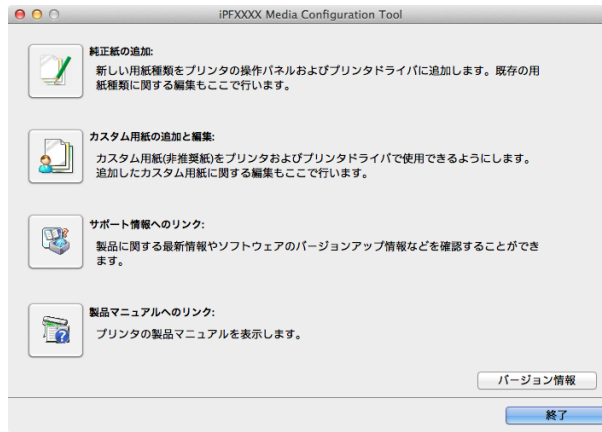 iPFXXXX Media Configuration Tool
純正紙の追加:
新しい用紙種類をプリンタの操作パネルおよびプリンタドライバに追加します。既存の用
紙種類に関する編集もここで行います。
カスタム用紙の追加と編集:
カスタム用紙(非推奨紙)をプリンタおよびプリンタドライバで使用できるようにします。
追加したカスタム用紙に関する編集もここで行います。
サポート情報へのリンク:
製品に関する最新情報やソフトウェアのバージョンアップ情報などを確認することができ
ます。
製品マニュアルへのリンク:
プリンタの製品マニュアルを表示します。
バージョン情報
終了